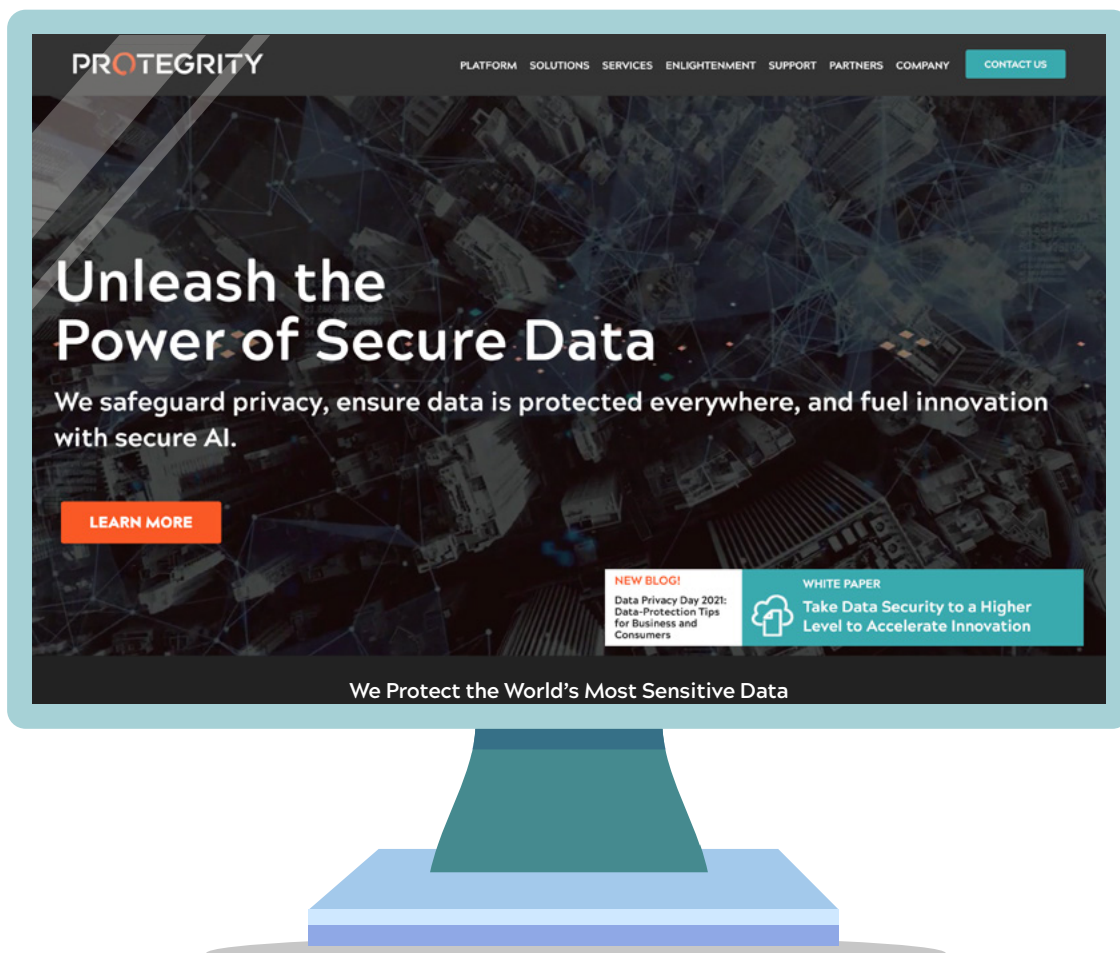 PROTEGRITY
PLATFORM SOLUTIONS SERVICES ENLIGHTENMENT SUPPORT PARTNERS COMPANY CONTACT US
Unleash the
Power of Secure Data
We safeguard privacy, ensure data is protected everywhere, and fuel innovation
with secure AI.
LEARN MORE
NEW BLOG!
Data Privacy Day 2021:
Data-Protection Tips
for Business and
Consumers
WHITE PAPER
Take Data Security to a Higher
Level to Accelerate Innovation
We Protect the World's Most Sensitive Data